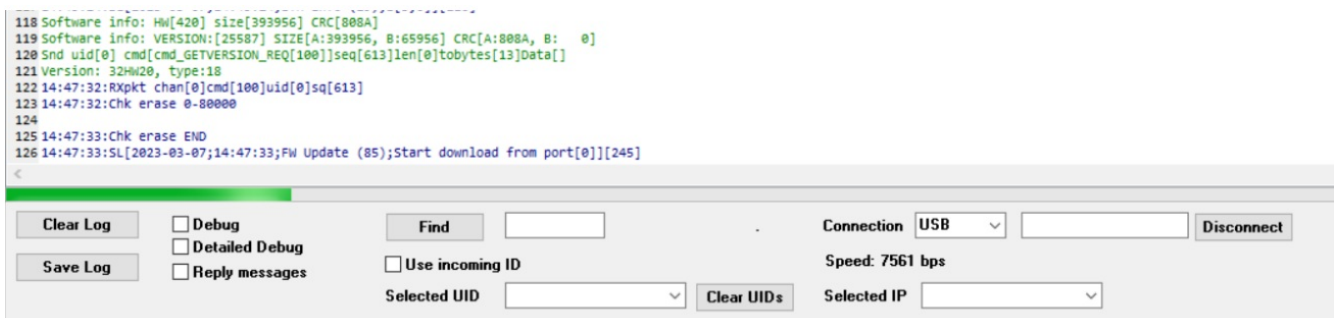 118 Software info: HW[420] size[393956] CRC[808A]
119 Software info: VERSION:[25587] SIZE[A:393956, B:65956] CRC[A:808A, B:   0]
120 Snd uid[0] cmd[cmd_GETVERSION_REQ[100]]seq[613]len[0]tobytes[13]Data[]
121 Version: 32HW20, type:18
122 14:47:32:RXpkt chan[0]cmd[100]uid[0]sq[613]
123 14:47:32:Chk erase 0-80000
124
125 14:47:33:Chk erase END
126 14:47:33:SL[2023-03-07;14:47:33;FW Update (85);Start download from port[0]][245]
Clear Log Debug Find Connection USB Disconnect
Detailed Debug
Save Log Reply messages Use incoming ID Speed: 7561 bps
Selected UID Clear UIDs Selected IP